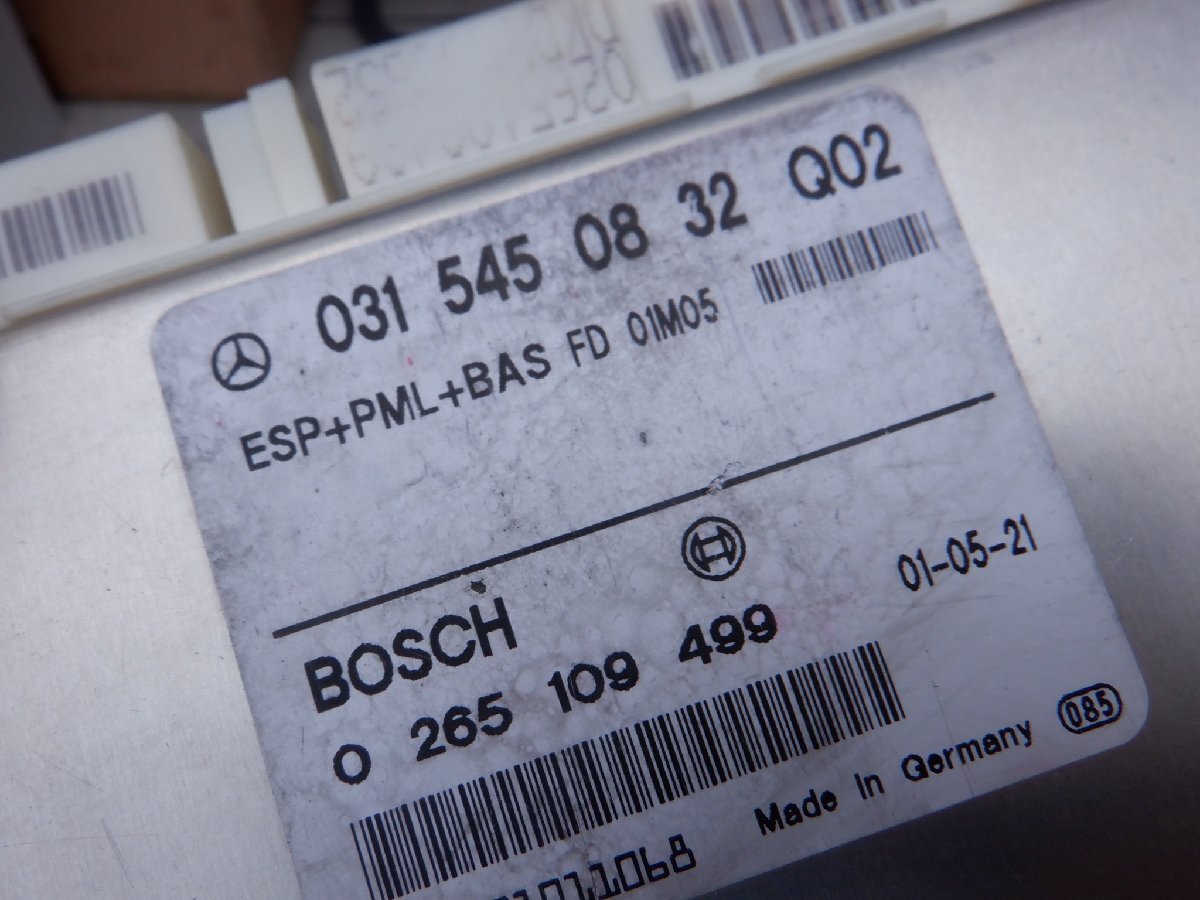 031 545 08 32 Q02
ESP+PML+BAS FD 01M05
BOSCH
01-05-21
0 265 109 499
Made In Germany 085